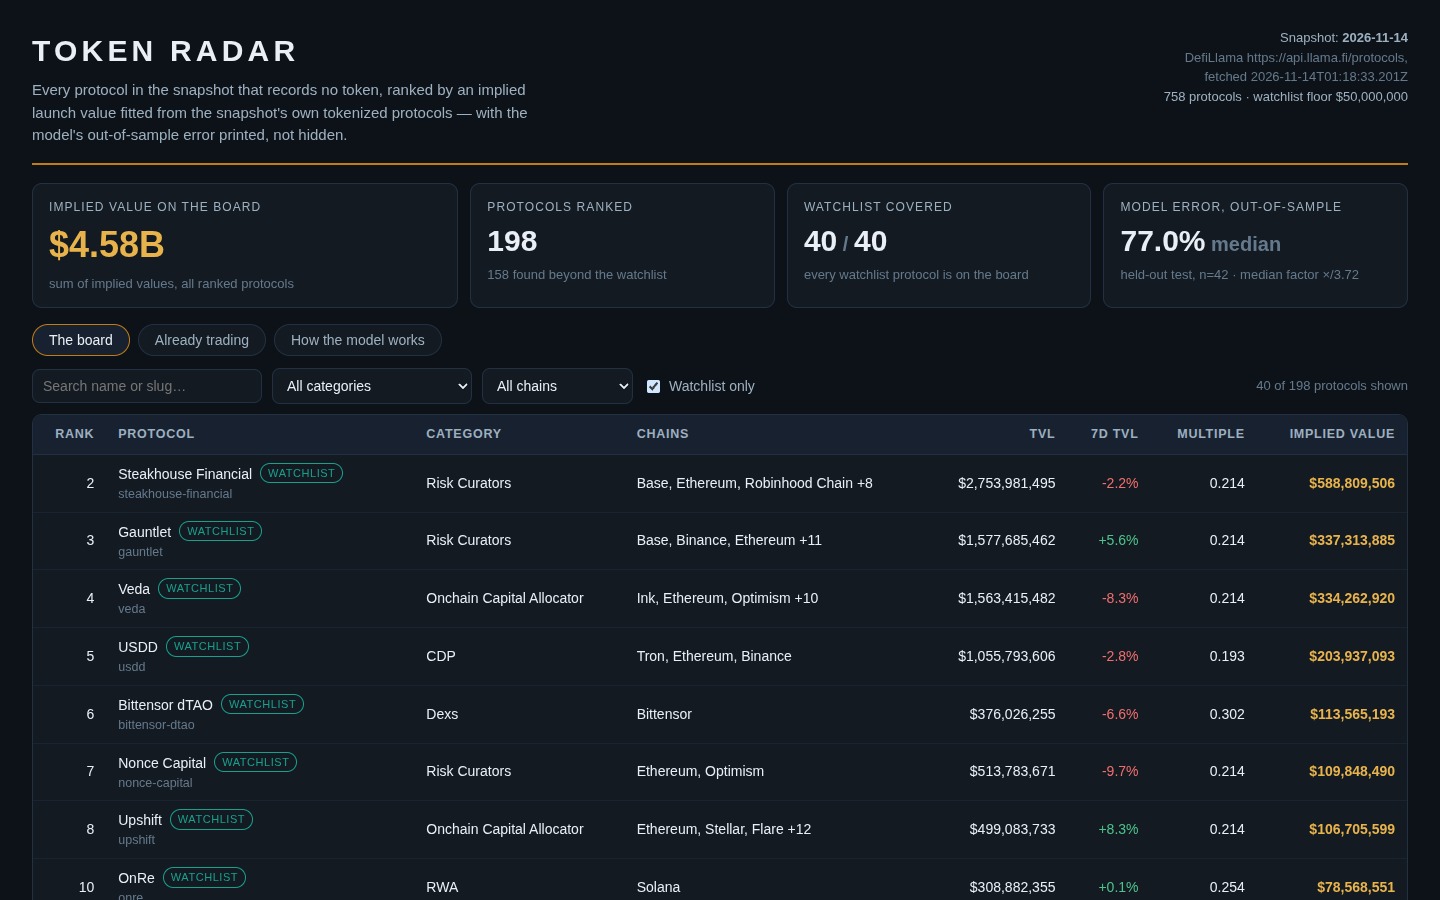 TOKEN RADAR
Every protocol in the snapshot that records no token, ranked by an implied
launch value fitted from the snapshot's own tokenized protocols — with the
model's out-of-sample error printed, not hidden.
Snapshot: 2026-11-14
DefiLlama https://api.llama.fi/protocols,
fetched 2026-11-14T01:18:33.201Z
758 protocols · watchlist floor $50,000,000
IMPLIED VALUE ON THE BOARD
$4.58B
sum of implied values, all ranked protocols
PROTOCOLS RANKED
198
158 found beyond the watchlist
WATCHLIST COVERED
40 / 40
every watchlist protocol is on the board
MODEL ERROR, OUT-OF-SAMPLE
77.0% median
held-out test, n=42 · median factor ×/3.72
The board
Already trading
How the model works
Search name or slug…
All categories
All chains
Watchlist only
40 of 198 protocols shown
RANK PROTOCOL CATEGORY CHAINS TVL 7D TVL MULTIPLE IMPLIED VALUE
2 Steakhouse Financial WATCHLIST Risk Curators Base, Ethereum, Robinhood Chain +8 $2,753,981,495 -2.2% 0.214 $588,809,506
steakhouse-financial
3 Gauntlet WATCHLIST Risk Curators Base, Binance, Ethereum +11 $1,577,685,462 +5.6% 0.214 $337,313,885
gauntlet
4 Veda WATCHLIST Onchain Capital Allocator Ink, Ethereum, Optimism +10 $1,563,415,482 -8.3% 0.214 $334,262,920
veda
5 USDD WATCHLIST CDP Tron, Ethereum, Binance $1,055,793,606 -2.8% 0.193 $203,937,093
usdd
6 Bittensor dTAO WATCHLIST Dexs Bittensor $376,026,255 -6.6% 0.302 $113,565,193
bittensor-dtao
7 Nonce Capital WATCHLIST Risk Curators Ethereum, Optimism $513,783,671 -9.7% 0.214 $109,848,490
nonce-capital
8 Upshift WATCHLIST Onchain Capital Allocator Ethereum, Stellar, Flare +12 $499,083,733 +8.3% 0.214 $106,705,599
upshift
10 OnRe WATCHLIST RWA Solana $308,882,355 +0.1% 0.254 $78,568,551
onre